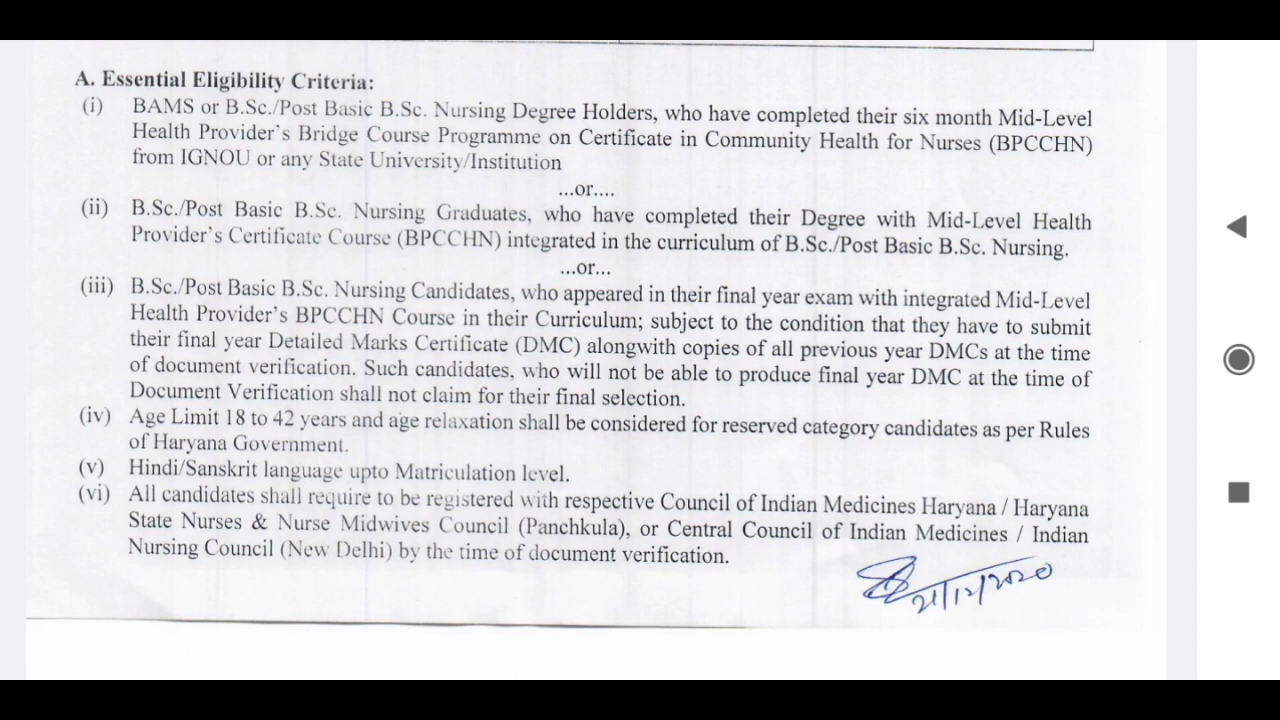 A. Essential Eligibility Criteria:
(i) BAMS or B.Sc./Post Basic B.Sc. Nursing Degree Holders, who have completed their six month Mid-Level
Health Provider's Bridge Course Programme on Certificate in Community Health for Nurses (BPCCHN)
from IGNOU or any State University/Institution
...or....
(ii) B.Sc./Post Basic B.Sc. Nursing Graduates, who have completed their Degree with Mid-Level Health
Provider's Certificate Course (BPCCHN) integrated in the curriculum of B.Sc./Post Basic B.Sc. Nursing.
...or...
(iii) B.Sc./Post Basic B.Sc. Nursing Candidates, who appeared in their final year exam with integrated Mid-Level
Health Provider's BPCCHN Course in their Curriculum; subject to the condition that they have to submit
their final year Detailed Marks Certificate (DMC) alongwith copies of all previous year DMCs at the time
of document verification. Such candidates, who will not be able to produce final year DMC at the time of
Document Verification shall not claim for their final selection.
(iv) Age Limit 18 to 42 years and age relaxation shall be considered for reserved category candidates as per Rules
of Haryana Government.
(v) Hindi/Sanskrit language upto Matriculation level.
(vi) All candidates shall require to be registered with respective Council of Indian Medicines Haryana / Haryana
State Nurses & Nurse Midwives Council (Panchkula), or Central Council of Indian Medicines / Indian
Nursing Council (New Delhi) by the time of document verification.
21/12/2020